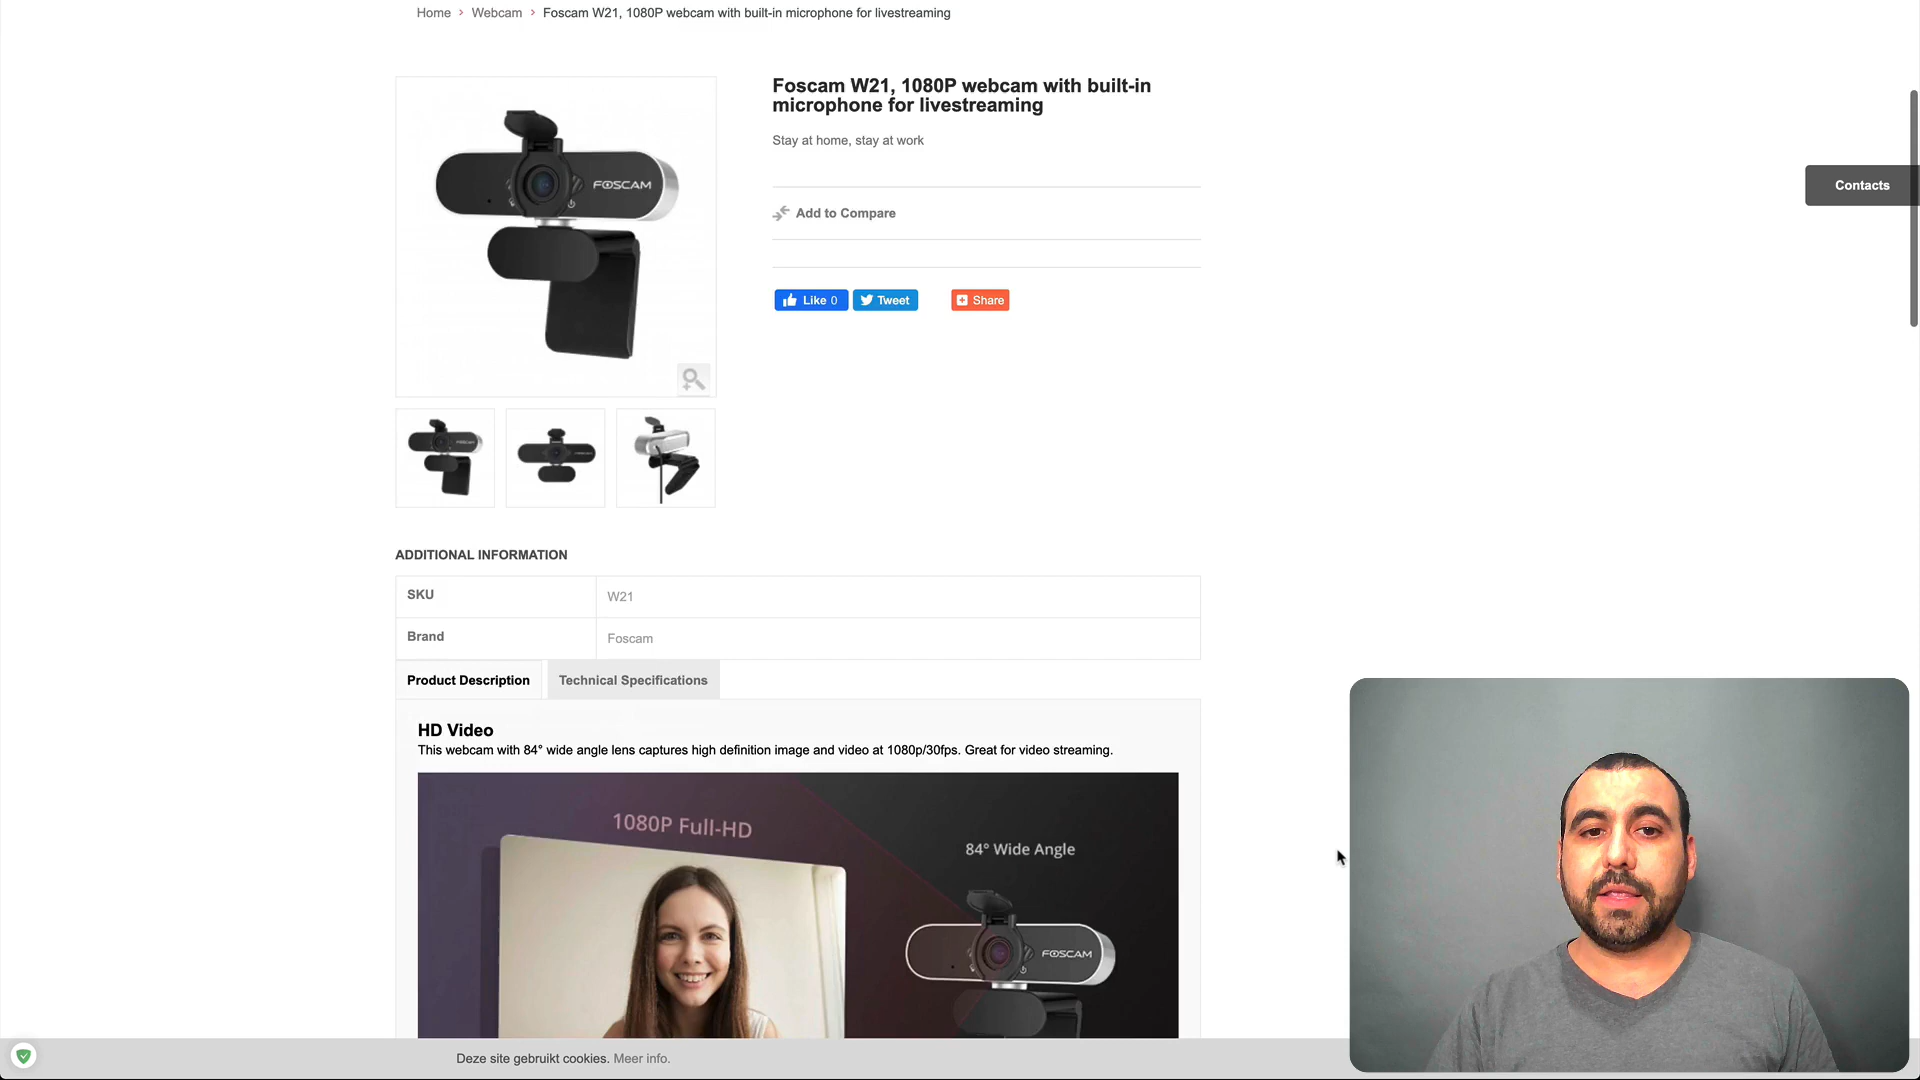 Home > Webcam > Foscam W21, 1080P webcam with built-in microphone for livestreaming
FOSCAM
Foscam W21, 1080P webcam with built-in
microphone for livestreaming
Stay at home, stay at work
Add to Compare
Like 0
Tweet
Share
Contacts
ADDITIONAL INFORMATION
SKU
W21
Brand
Foscam
Product Description
Technical Specifications
HD Video
This webcam with 84° wide angle lens captures high definition image and video at 1080p/30fps. Great for video streaming.
1080P Full-HD
84° Wide Angle
FOSCAM
Deze site gebruikt cookies. Meer info.